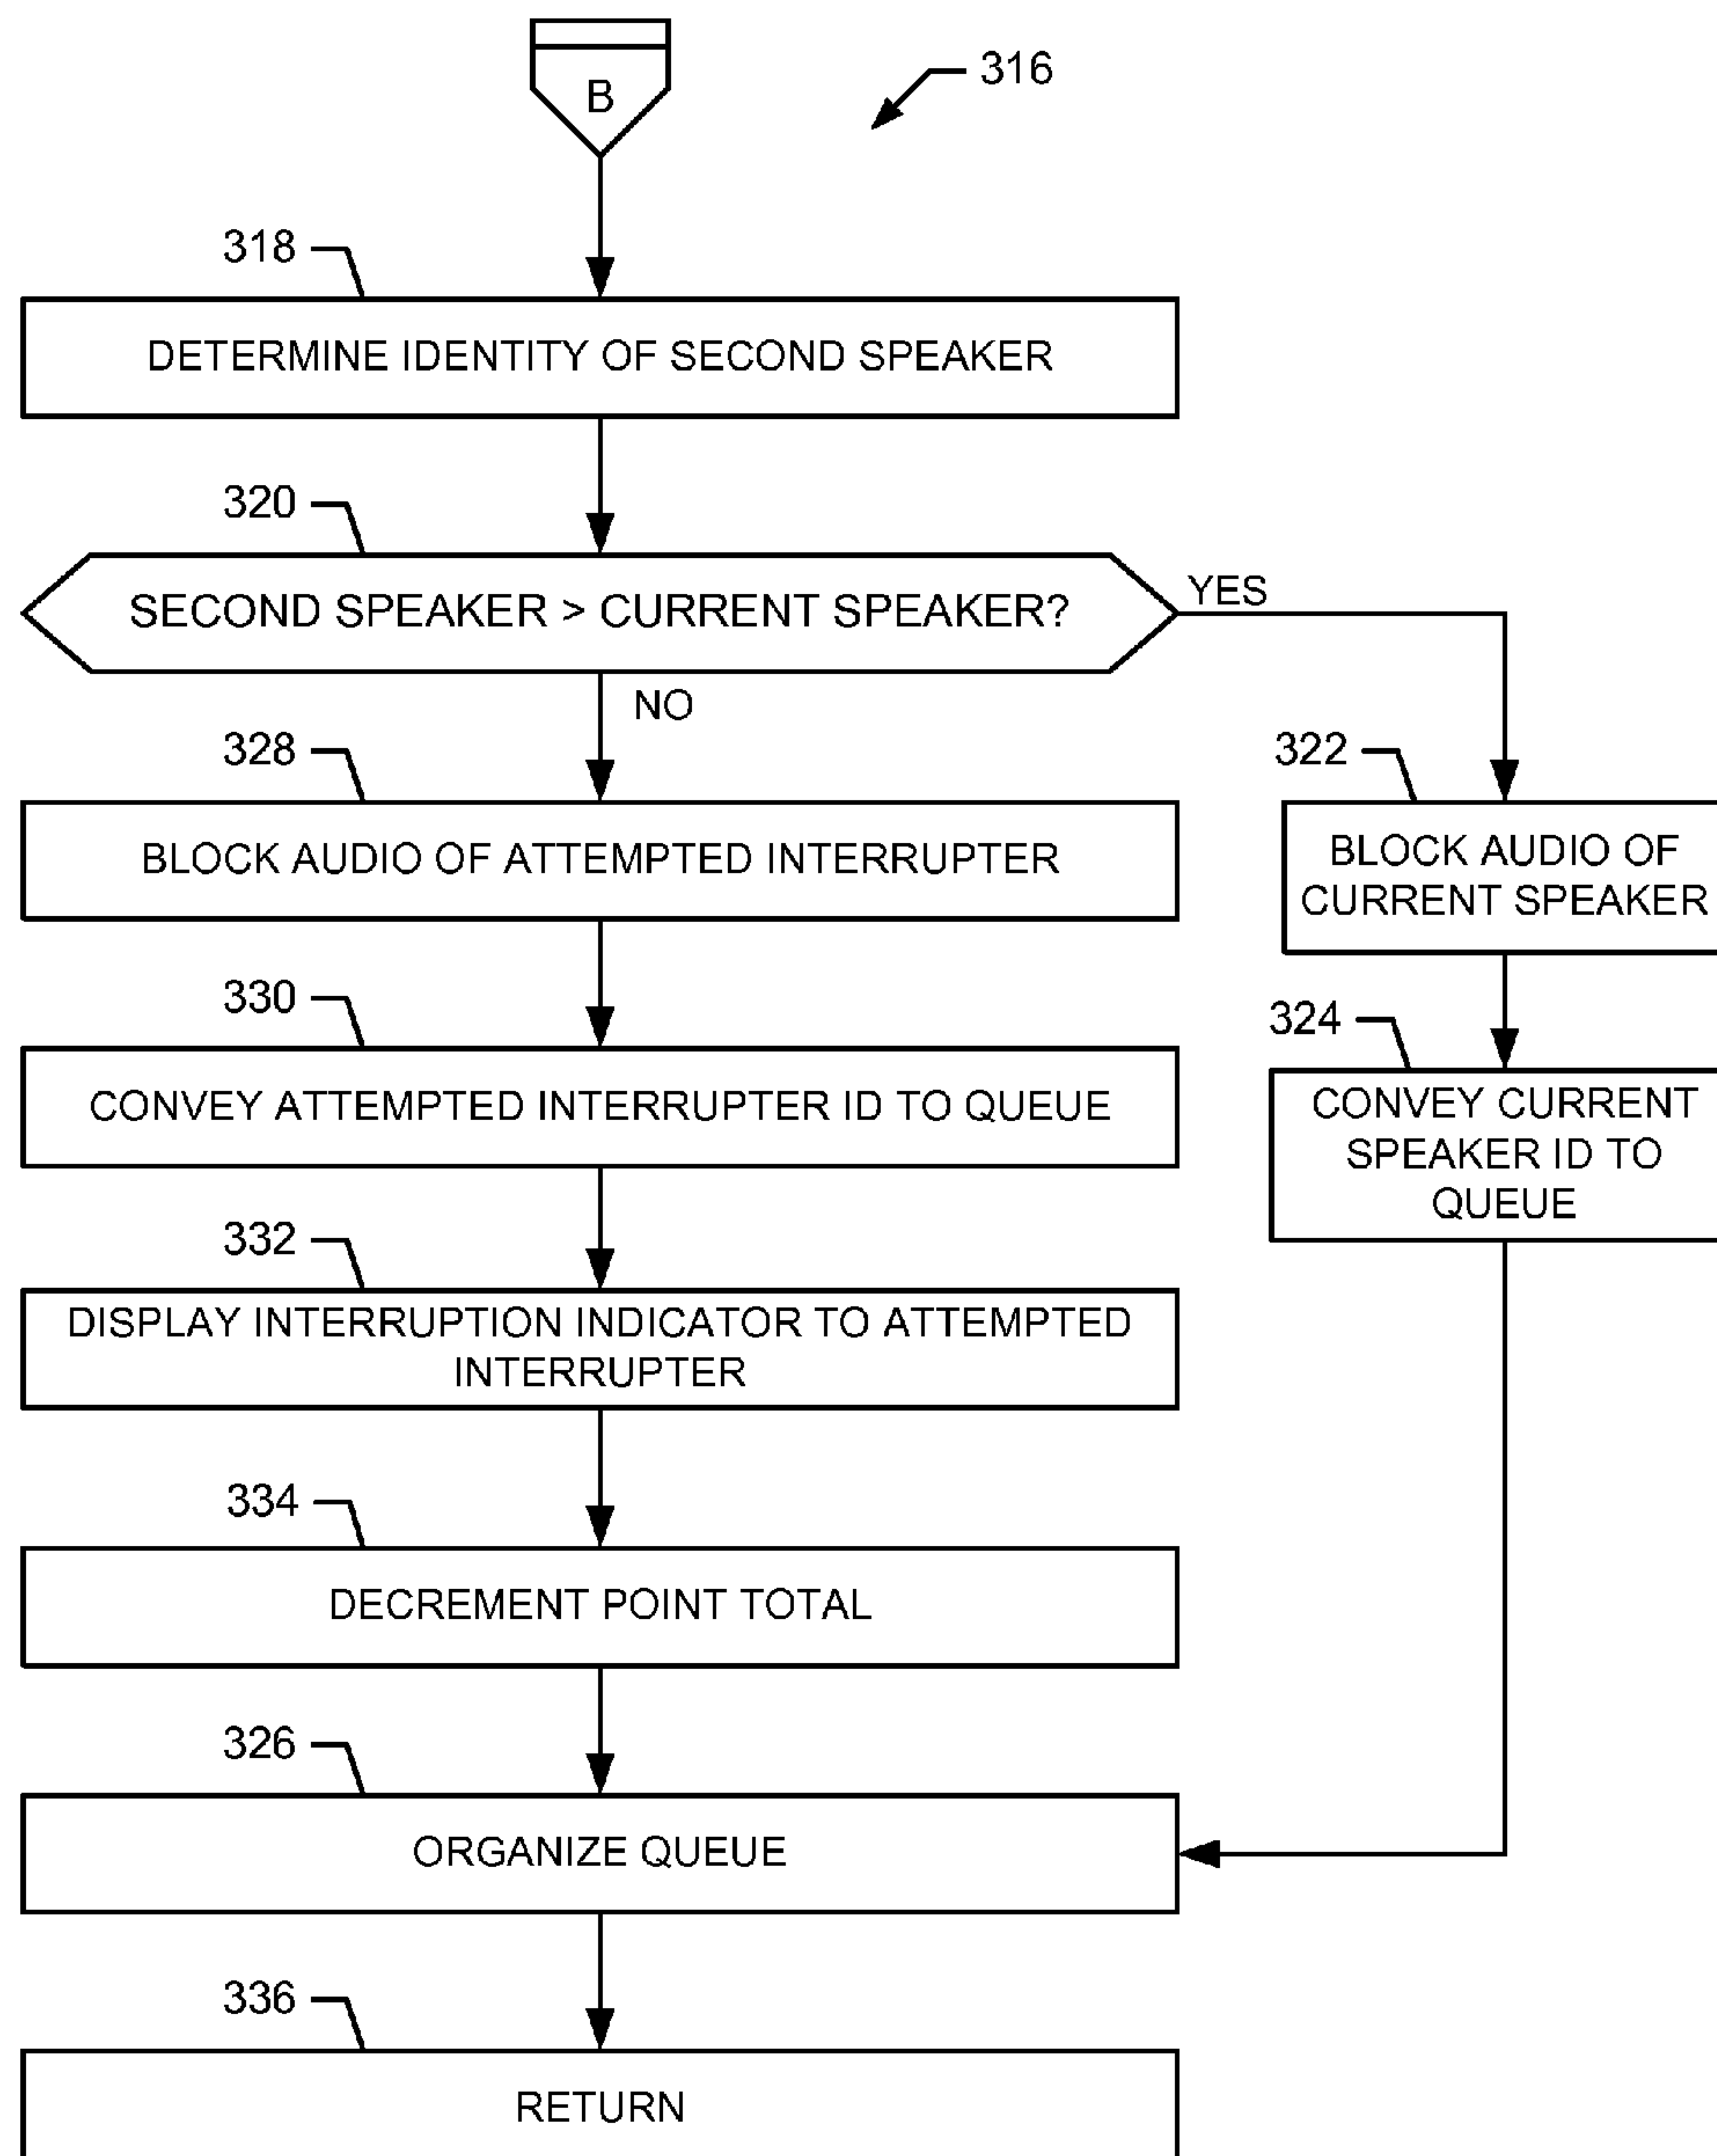 B
316
318
DETERMINE IDENTITY OF SECOND SPEAKER
320
SECOND SPEAKER > CURRENT SPEAKER?
YES
NO
328
BLOCK AUDIO OF ATTEMPTED INTERRUPTER
322
BLOCK AUDIO OF
CURRENT SPEAKER
330
CONVEY ATTEMPTED INTERRUPTER ID TO QUEUE
324
CONVEY CURRENT
SPEAKER ID TO
QUEUE
332
DISPLAY INTERRUPTION INDICATOR TO ATTEMPTED
INTERRUPTER
334
DECREMENT POINT TOTAL
326
ORGANIZE QUEUE
336
RETURN